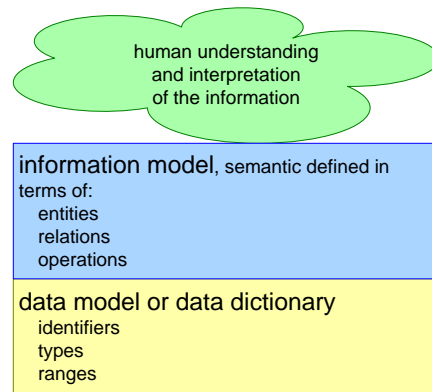 human understanding
and interpretation
of the information
information model, semantic defined in
terms of:
entities
relations
operations
data model or data dictionary
identifiers
types
ranges